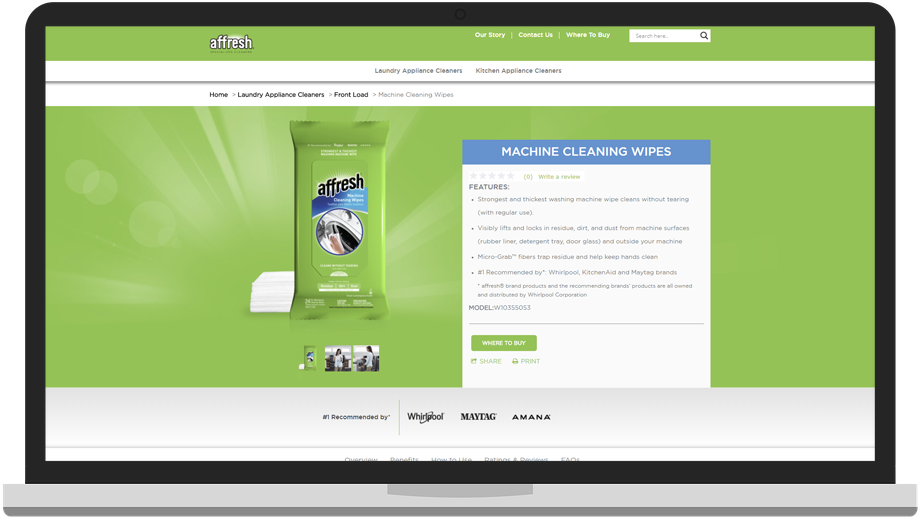 affresh
Our Story | Contact Us | Where To Buy
Search here..
Laundry Appliance Cleaners Kitchen Appliance Cleaners
Home > Laundry Appliance Cleaners > Front Load > Machine Cleaning Wipes
affresh
Machine
Cleaning Wipes
MACHINE CLEANING WIPES
(0) Write a review
FEATURES:
• Strongest and thickest washing machine wipe cleans without tearing
(with regular use).
• Visibly lifts and locks in residue, dirt, and dust from machine surfaces
(rubber liner, detergent tray, door glass) and outside your machine
• Micro-Grab™ fibers trap residue and help keep hands clean
• #1 Recommended by*: Whirlpool, KitchenAid and Maytag brands
* affresh® brand products and the recommending brands' products are all owned
and distributed by Whirlpool Corporation
MODEL:W10355053
WHERE TO BUY
SHARE PRINT
#1 Recommended by* Whirlpool MAYTAG AMANA
Overview Benefits How to Use Ratings & Reviews FAQs